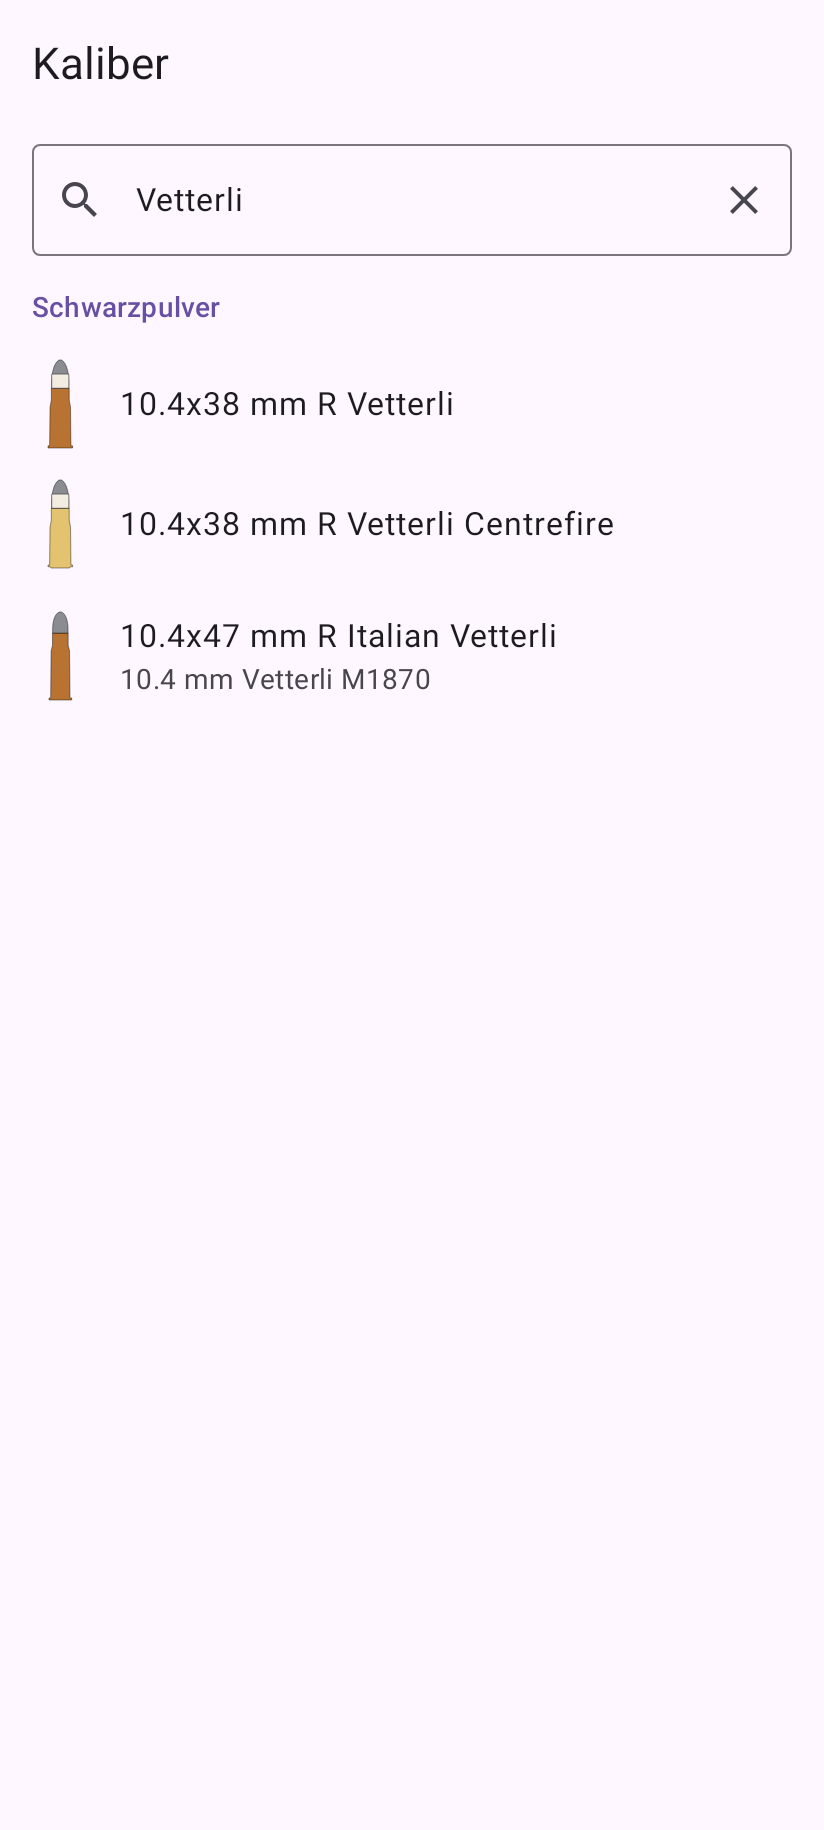 Kaliber
Vetterli
Schwarzpulver
10.4x38 mm R Vetterli
10.4x38 mm R Vetterli Centrefire
10.4x47 mm R Italian Vetterli
10.4 mm Vetterli M1870